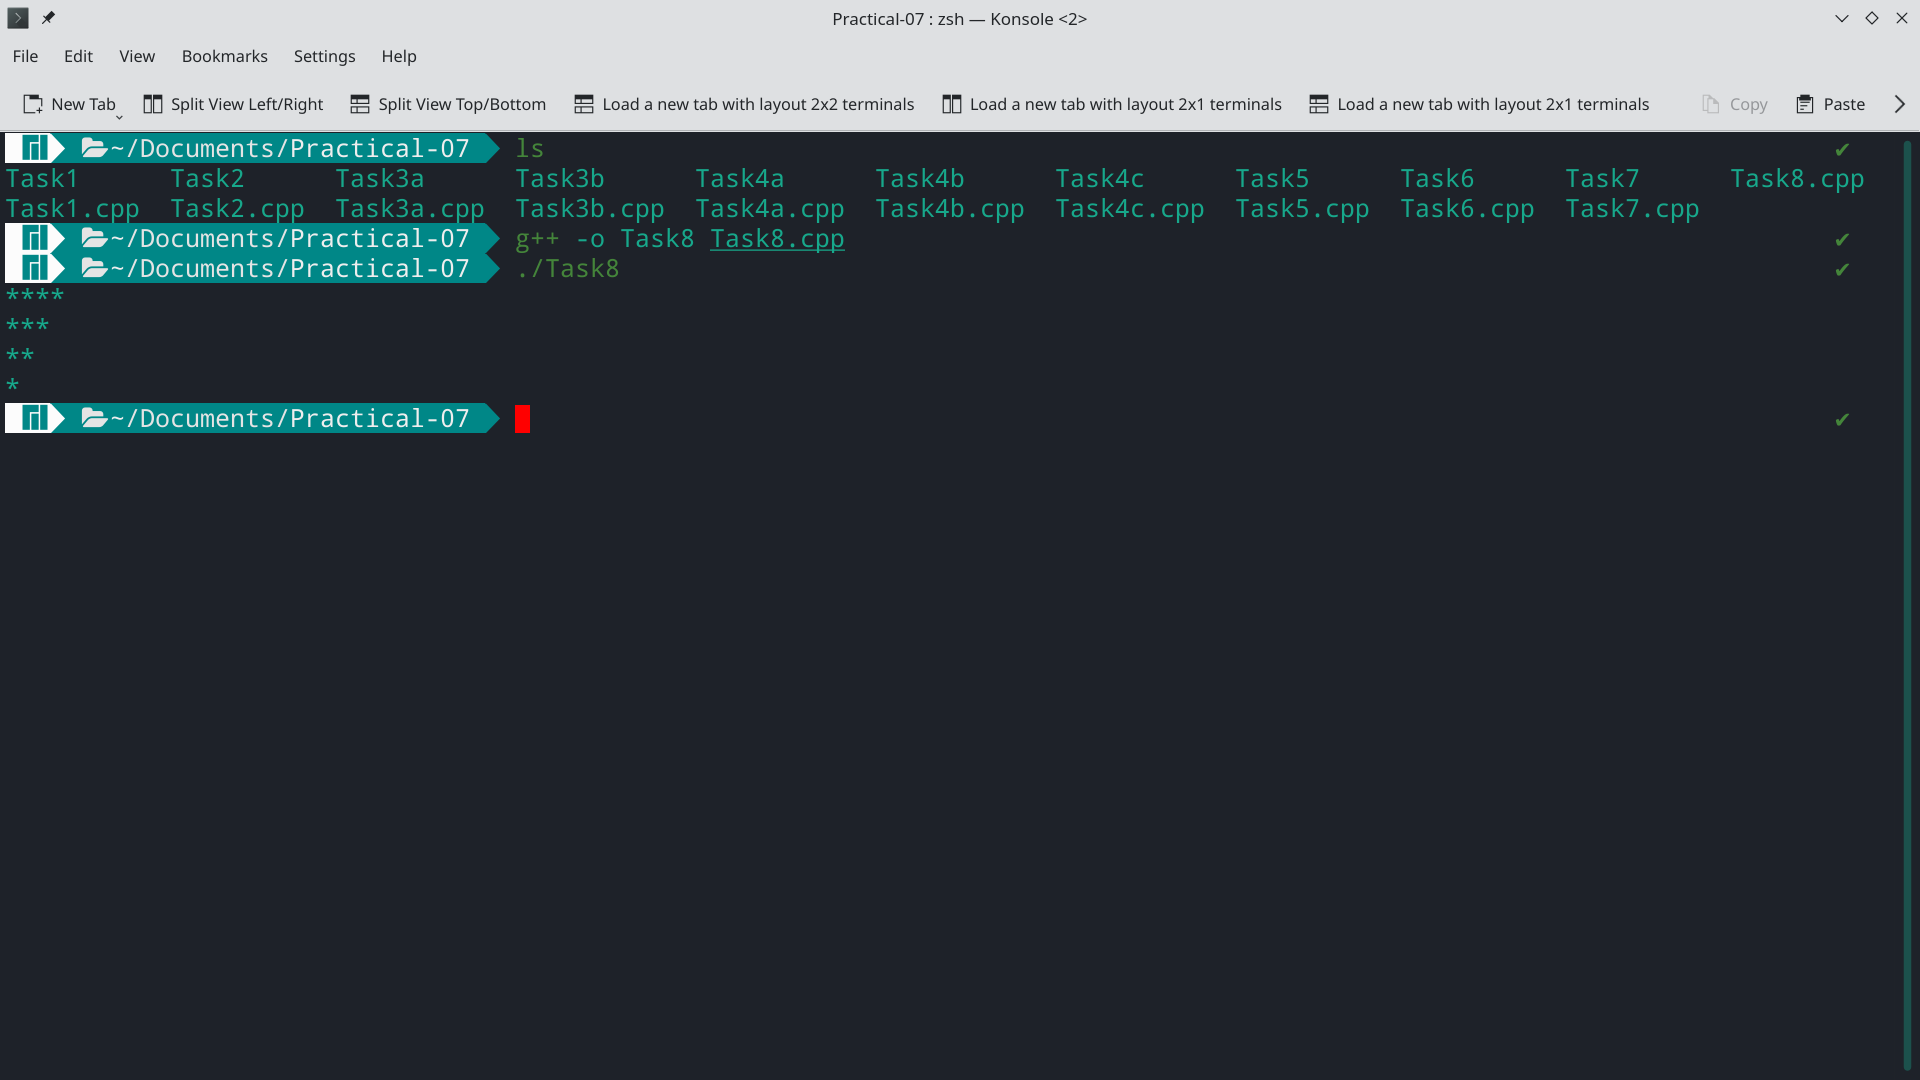 Practical-07 : zsh — Konsole <2>
File Edit View Bookmarks Settings Help
New Tab Split View Left/Right Split View Top/Bottom Load a new tab with layout 2x2 terminals Load a new tab with layout 2x1 terminals Load a new tab with layout 2x1 terminals Copy Paste
~/Documents/Practical-07 ls ✔
Task1 Task2 Task3a Task3b Task4a Task4b Task4c Task5 Task6 Task7 Task8.cpp
Task1.cpp Task2.cpp Task3a.cpp Task3b.cpp Task4a.cpp Task4b.cpp Task4c.cpp Task5.cpp Task6.cpp Task7.cpp
~/Documents/Practical-07 g++ -o Task8 Task8.cpp ✔
~/Documents/Practical-07 ./Task8 ✔
****
***
**
*
~/Documents/Practical-07 ✔